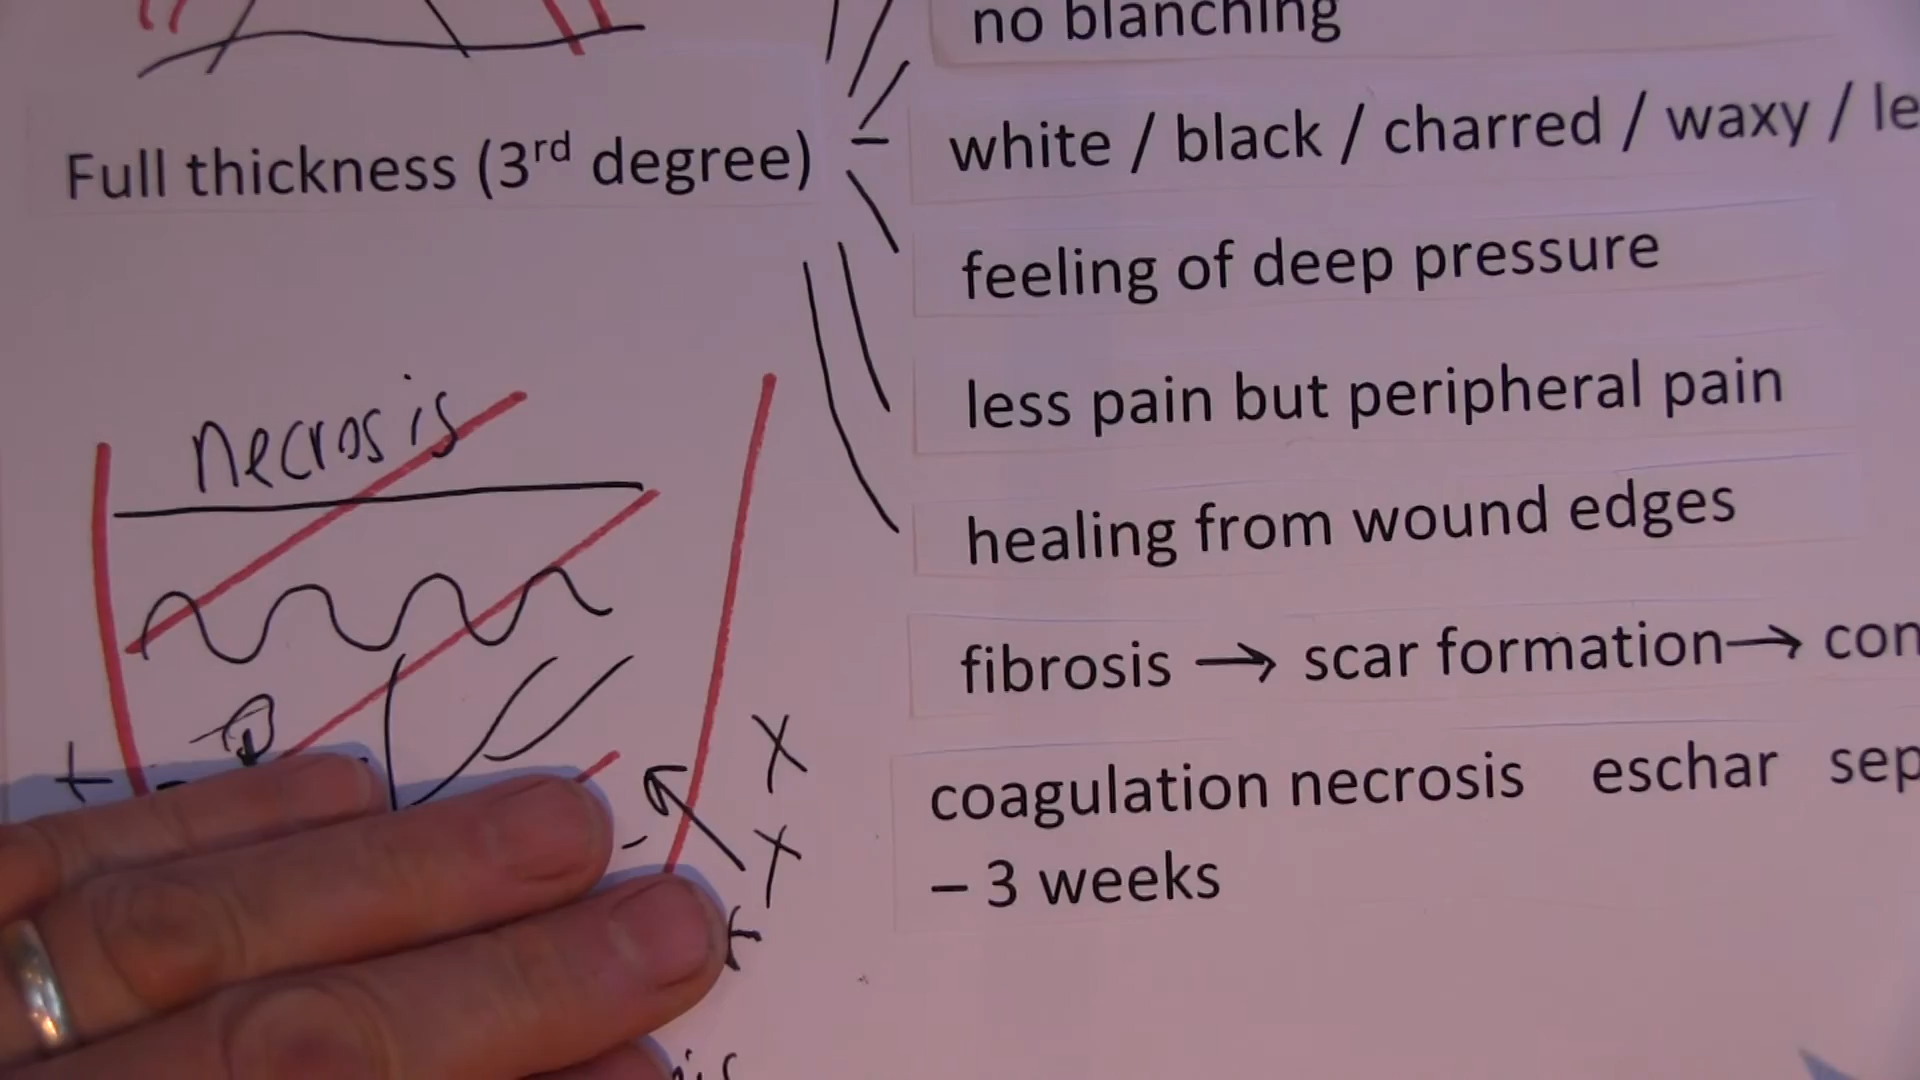 no blanching
Full thickness (3rd degree)
white / black / charred / waxy / le
feeling of deep pressure
less pain but peripheral pain
necrosis
healing from wound edges
fibrosis → scar formation → con
coagulation necrosis eschar sep
– 3 weeks